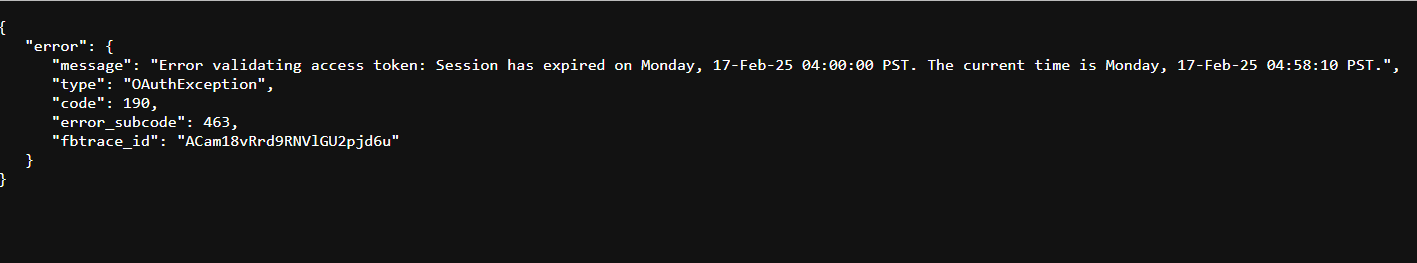 {
"error": {
"message": "Error validating access token: Session has expired on Monday, 17-Feb-25 04:00:00 PST. The current time is Monday, 17-Feb-25 04:58:10 PST.",
"type": "OAuthException",
"code": 190,
"error_subcode": 463,
"fbtrace_id": "ACam18vRrd9RNVlGU2pjd6u"
}
}